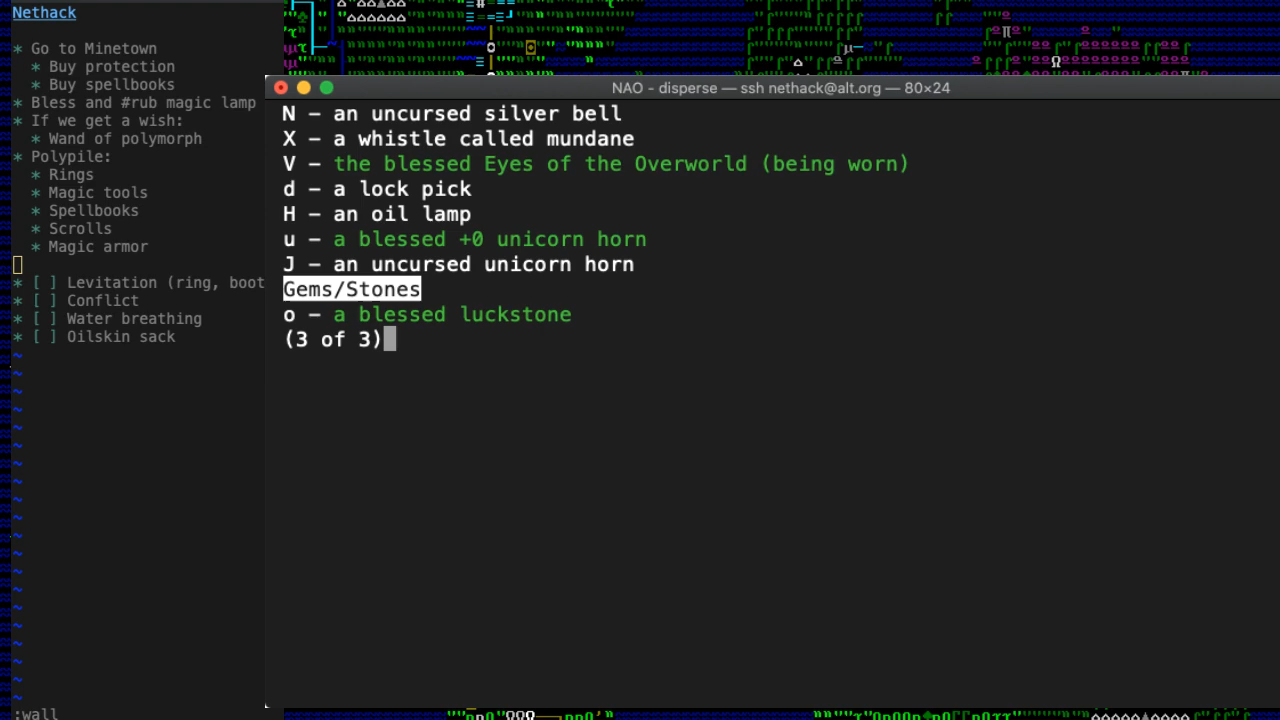 Nethack
* Go to Minetown
* Buy protection
* Buy spellbooks
* Bless and #rub magic lamp
* If we get a wish:
* Wand of polymorph
* Polypile:
* Rings
* Magic tools
* Spellbooks
* Scrolls
* Magic armor
* [ ] Levitation (ring, boot
* [ ] Conflict
* [ ] Water breathing
* [ ] Oilskin sack
:wall
NAO - disperse — ssh nethack@alt.org — 80×24
N - an uncursed silver bell
X - a whistle called mundane
V - the blessed Eyes of the Overworld (being worn)
d - a lock pick
H - an oil lamp
u - a blessed +0 unicorn horn
J - an uncursed unicorn horn
Gems/Stones
o - a blessed luckstone
(3 of 3)